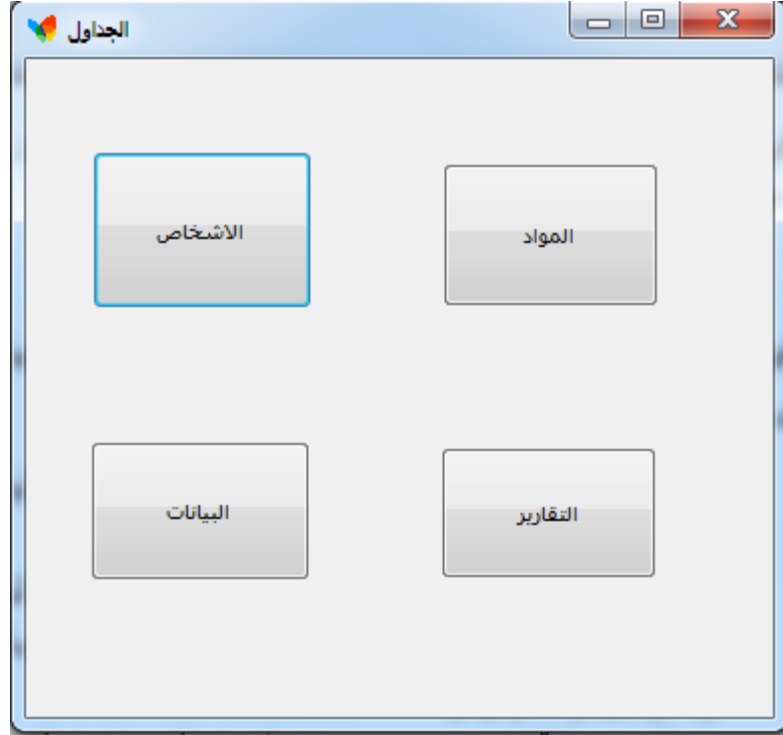 الجداول
المواد
الاشخاص
التقارير
البيانات